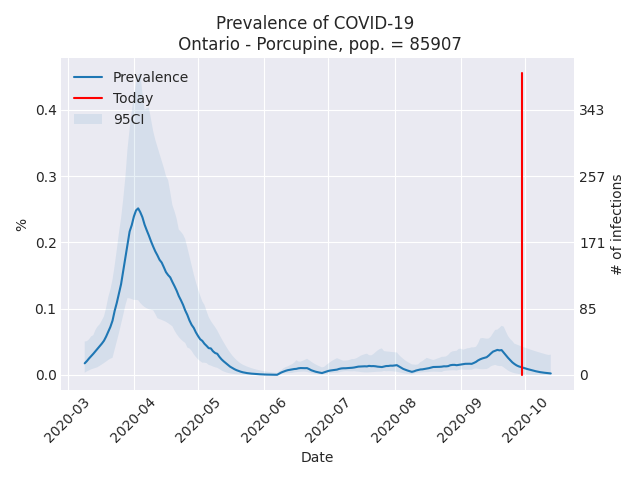 Prevalence of COVID-19
Ontario - Porcupine, pop. = 85907
Prevalence
Today
95CI
%
0.4
0.3
0.2
0.1
0.0
343
257
171
85
0
# of infections
2020-03
2020-04
2020-05
2020-06
2020-07
2020-08
2020-09
2020-10
Date